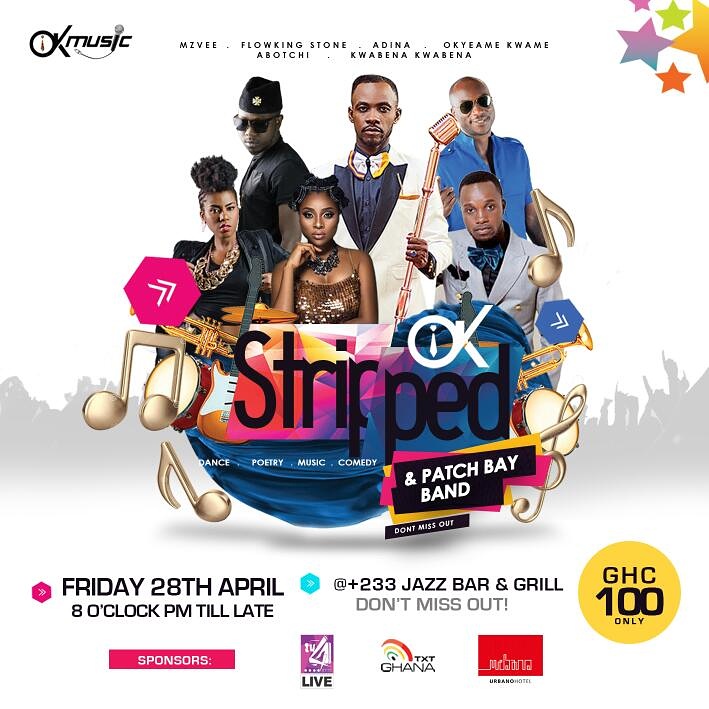 OKmusic
MZVEE . FLOWKING STONE . ADINA . OKYEAME KWAME
ABOTCHI . KWABENA KWABENA
OK
Stripped
DANCE . POETRY . MUSIC . COMEDY
& PATCH BAY
BAND
DONT MISS OUT
FRIDAY 28TH APRIL
8 O'CLOCK PM TILL LATE
@+233 JAZZ BAR & GRILL
DON'T MISS OUT!
GHC
100
ONLY
SPONSORS:
LIVE
TXT
GHANA
URBANO HOTEL